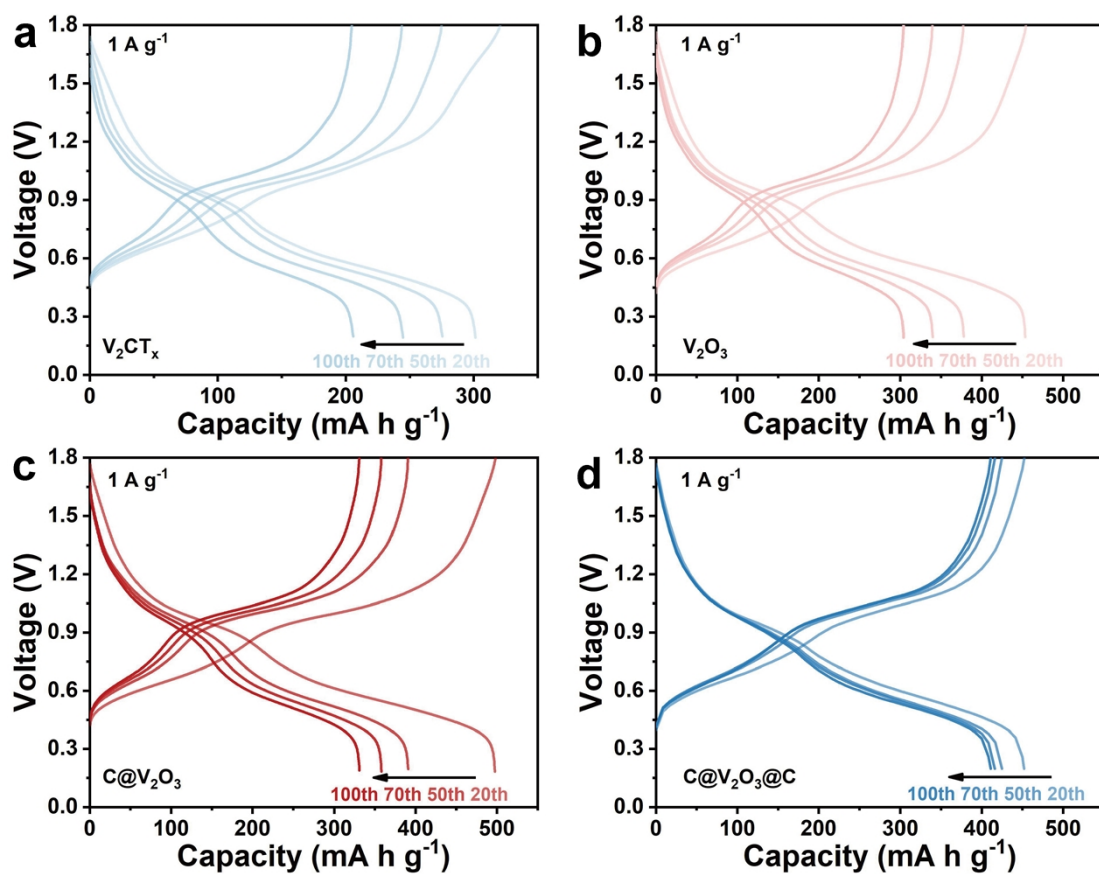 a
1 A g⁻¹
Voltage (V)
1.8
1.5
1.2
0.9
0.6
0.3
0.0
V₂CTₓ
100th 70th 50th 20th
0 100 200 300
Capacity (mA h g⁻¹)
b
1 A g⁻¹
Voltage (V)
1.8
1.5
1.2
0.9
0.6
0.3
0.0
V₂O₃
100th 70th 50th 20th
0 100 200 300 400 500
Capacity (mA h g⁻¹)
c
1 A g⁻¹
Voltage (V)
1.8
1.5
1.2
0.9
0.6
0.3
0.0
C@V₂O₃
100th 70th 50th 20th
0 100 200 300 400 500
Capacity (mA h g⁻¹)
d
1 A g⁻¹
Voltage (V)
1.8
1.5
1.2
0.9
0.6
0.3
0.0
C@V₂O₃@C
100th 70th 50th 20th
0 100 200 300 400 500
Capacity (mA h g⁻¹)